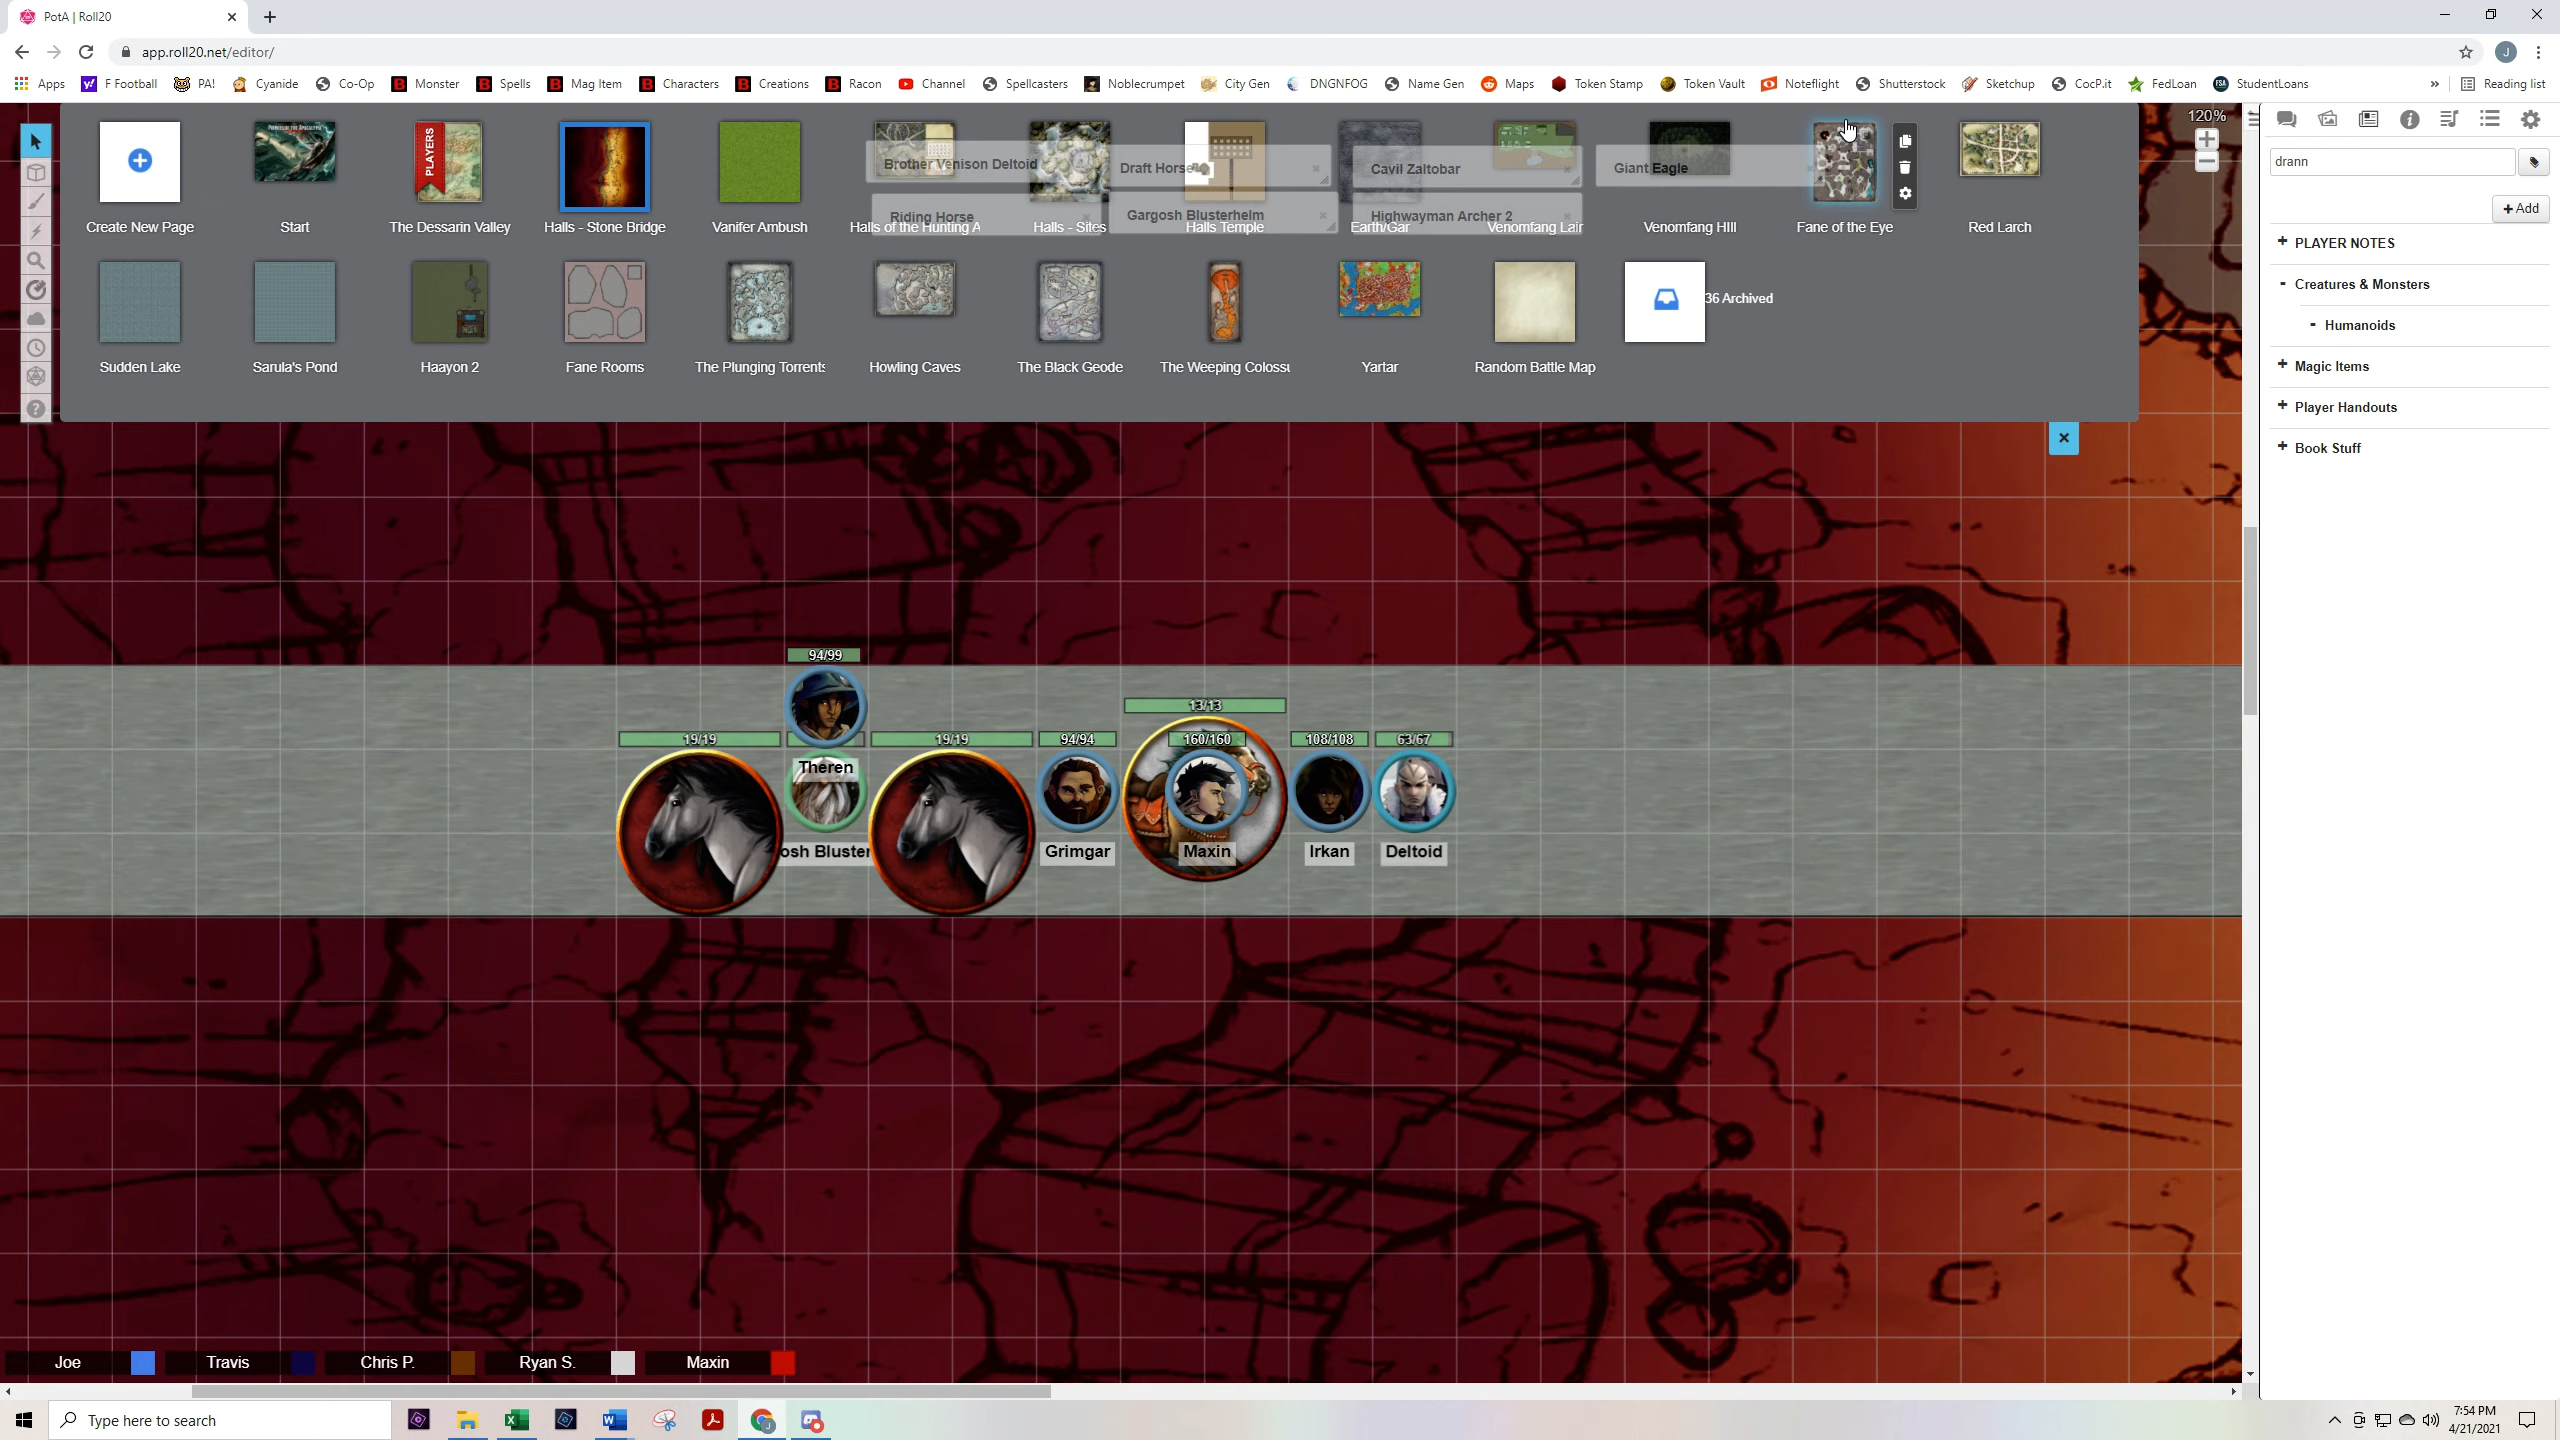 PotA | Roll20
app.roll20.net/editor/
Apps F Football PA! Cyanide Co-Op Monster Spells Mag Item Characters Creations Racon Channel Spellcasters Noblecrumpet City Gen DNGNFOG Name Gen Maps Token Stamp Token Vault Noteflight Shutterstock Sketchup CocP.it FedLoan StudentLoans » Reading list
120%
PLAYERS
Brother Venison Deltoid Draft Horse Cavil Zaltobar Giant Eagle
Riding Horse Gargosh Blusterhelm Highwayman Archer 2
Create New Page Start The Dessarin Valley Halls - Stone Bridge Vanifer Ambush Halls of the Hunting A Halls - Sites Halls Temple Earth/Gar Venomfang Lair Venomfang HIll Fane of the Eye Red Larch
36 Archived
Sudden Lake Sarula's Pond Haayon 2 Fane Rooms The Plunging Torrents Howling Caves The Black Geode The Weeping Colossu Yartar Random Battle Map
drann
+ Add
+ PLAYER NOTES
- Creatures & Monsters
- Humanoids
+ Magic Items
+ Player Handouts
+ Book Stuff
94/99
13/13
19/19 19/19 94/94 160/160 108/108 63/67
Theren
osh Bluster Grimgar Maxin Irkan Deltoid
Joe Travis Chris P. Ryan S. Maxin
Type here to search
7:54 PM
4/21/2021